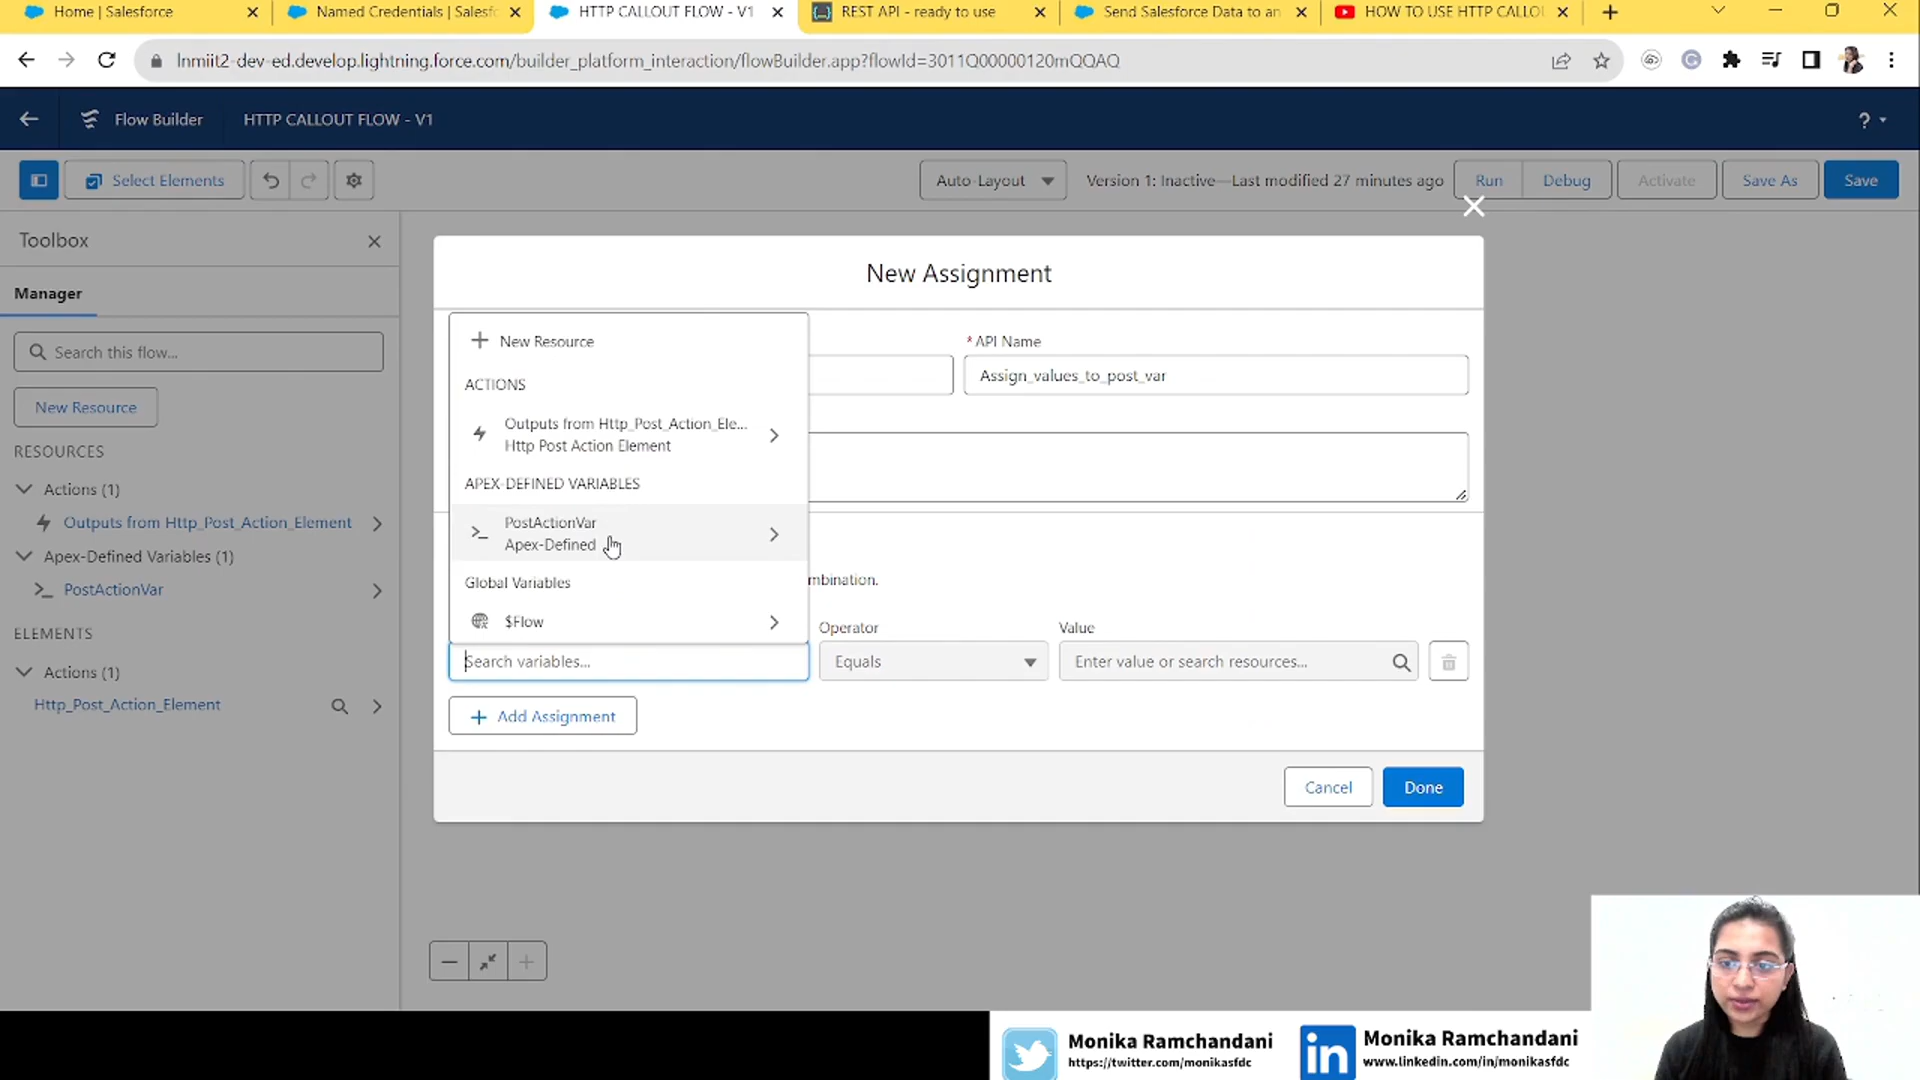 Home | Salesforce
Named Credentials | Salesf
HTTP CALLOUT FLOW - V1
REST API - ready to use
Send Salesforce Data to an
HOW TO USE HTTP CALLO
lnmiit2-dev-ed.develop.lightning.force.com/builder_platform_interaction/flowBuilder.app?flowId=3011Q00000120mQQAQ
Flow Builder
HTTP CALLOUT FLOW - V1
?
Select Elements
Auto-Layout
Version 1: Inactive—Last modified 27 minutes ago
Run
Debug
Activate
Save As
Save
Toolbox
Manager
Search this flow...
New Resource
RESOURCES
Actions (1)
Outputs from Http_Post_Action_Element
Apex-Defined Variables (1)
PostActionVar
ELEMENTS
Actions (1)
Http_Post_Action_Element
New Assignment
New Resource
ACTIONS
Outputs from Http_Post_Action_Ele...
Http Post Action Element
APEX-DEFINED VARIABLES
PostActionVar
Apex-Defined
Global Variables
$Flow
* API Name
Assign_values_to_post_var
mbination.
Search variables...
Operator
Equals
Value
Enter value or search resources...
Add Assignment
Cancel
Done
Monika Ramchandani
https://twitter.com/monikasfdc
in
Monika Ramchandani
www.linkedin.com/in/monikasfdc